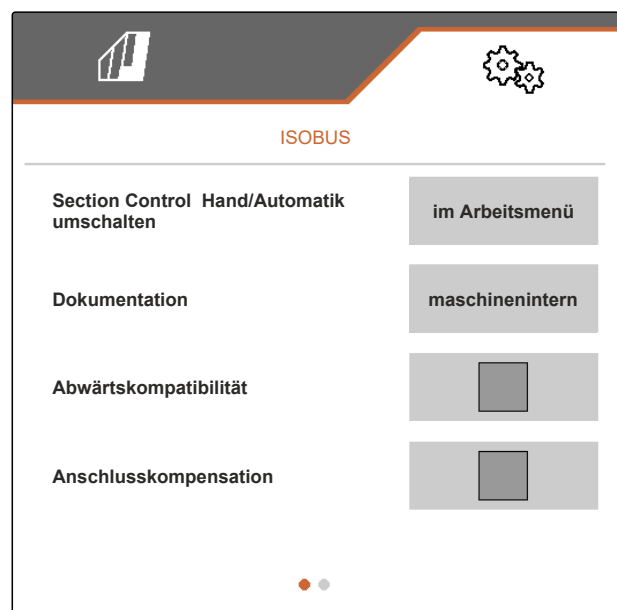 ISOBUS
Section Control Hand/Automatik
umschalten
im Arbeitsmenü
Dokumentation
maschinenintern
Abwärtskompatibilität
Anschlusskompensation